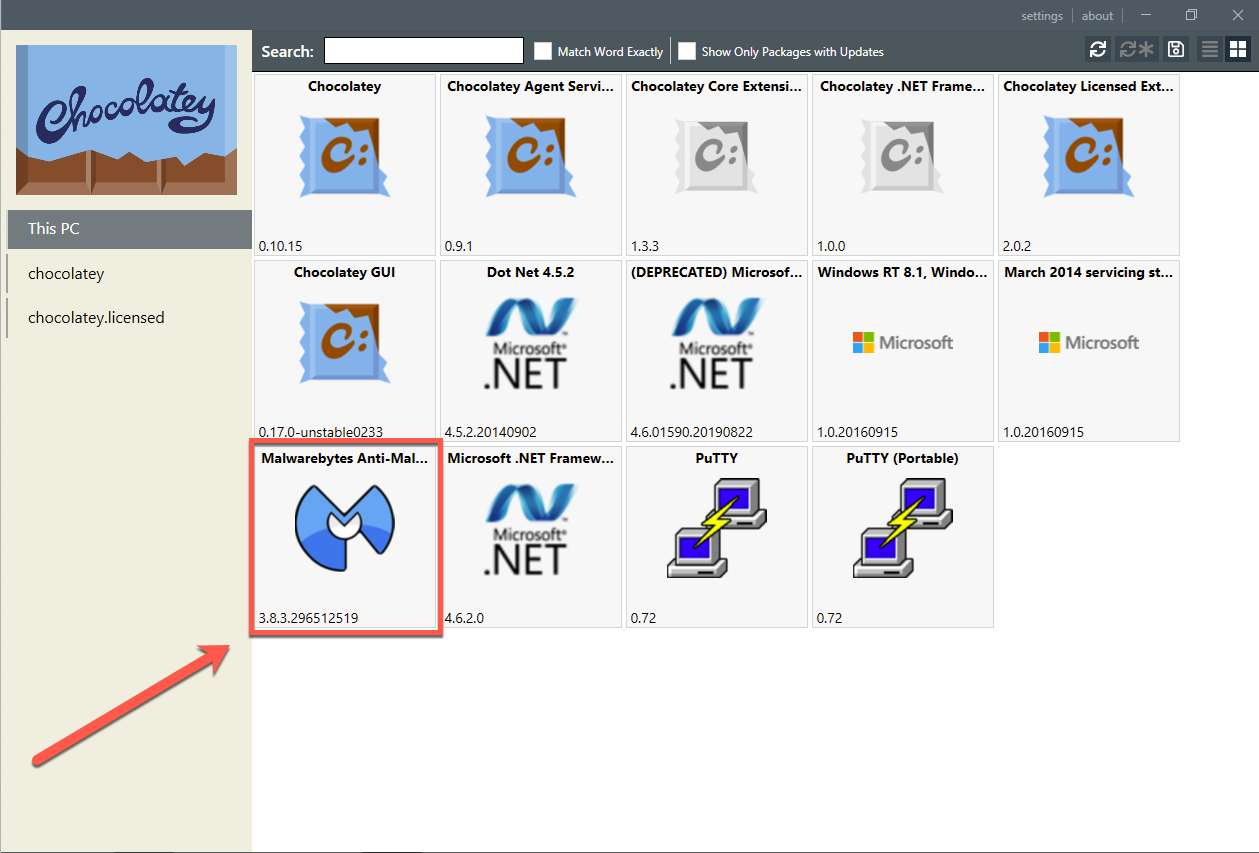 settings
about
Chocolatey
Search:
Match Word Exactly
Show Only Packages with Updates
This PC
chocolatey
chocolatey.licensed
Chocolatey
C:
0.10.15
Chocolatey Agent Servi...
C:
0.9.1
Chocolatey Core Extensi...
C:
1.3.3
Chocolatey .NET Frame...
C:
1.0.0
Chocolatey Licensed Ext...
C:
2.0.2
Chocolatey GUI
C:
0.17.0-unstable0233
Dot Net 4.5.2
Microsoft®
.NET
4.5.2.20140902
(DEPRECATED) Microsof...
Microsoft®
.NET
4.6.01590.20190822
Windows RT 8.1, Windo...
Microsoft
1.0.20160915
March 2014 servicing st...
Microsoft
1.0.20160915
Malwarebytes Anti-Mal...
3.8.3.296512519
Microsoft .NET Framew...
Microsoft®
.NET
4.6.2.0
PuTTY
0.72
PuTTY (Portable)
0.72